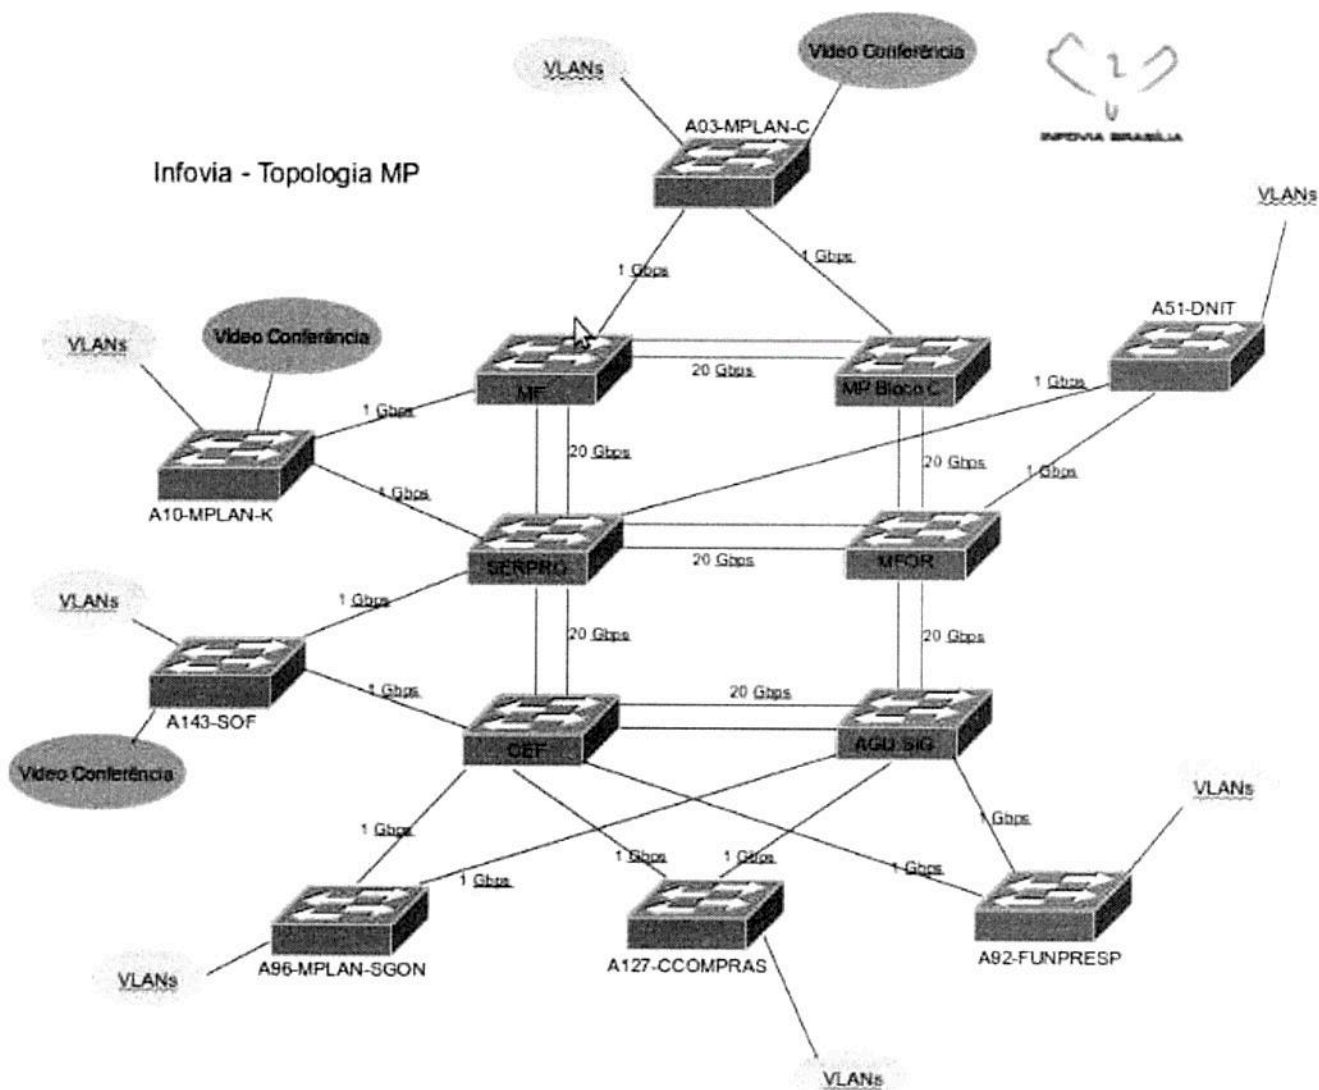 Vídeo Conferência
VLANs
A03-MPLAN-C
INFOVIA BRASÍLIA
Infovia - Topologia MP
VLANs
1 Gbps
1 Gbps
A51-DNIT
Vídeo Conferência
VLANs
MF
20 Gbps
MP Bloco C
1 Gbps
1 Gbps
20 Gbps
20 Gbps
1 Gbps
1 Gbps
A10-MPLAN-K
SERPRO
20 Gbps
MFOR
VLANs
1 Gbps
20 Gbps
20 Gbps
1 Gbps
20 Gbps
A143-SOF
CEF
AGU SIG
Vídeo Conferência
VLANs
1 Gbps
1 Gbps
1 Gbps
1 Gbps
1 Gbps
1 Gbps
A96-MPLAN-SGON
A127-CCOMPRAS
A92-FUNPRESP
VLANs
VLANs